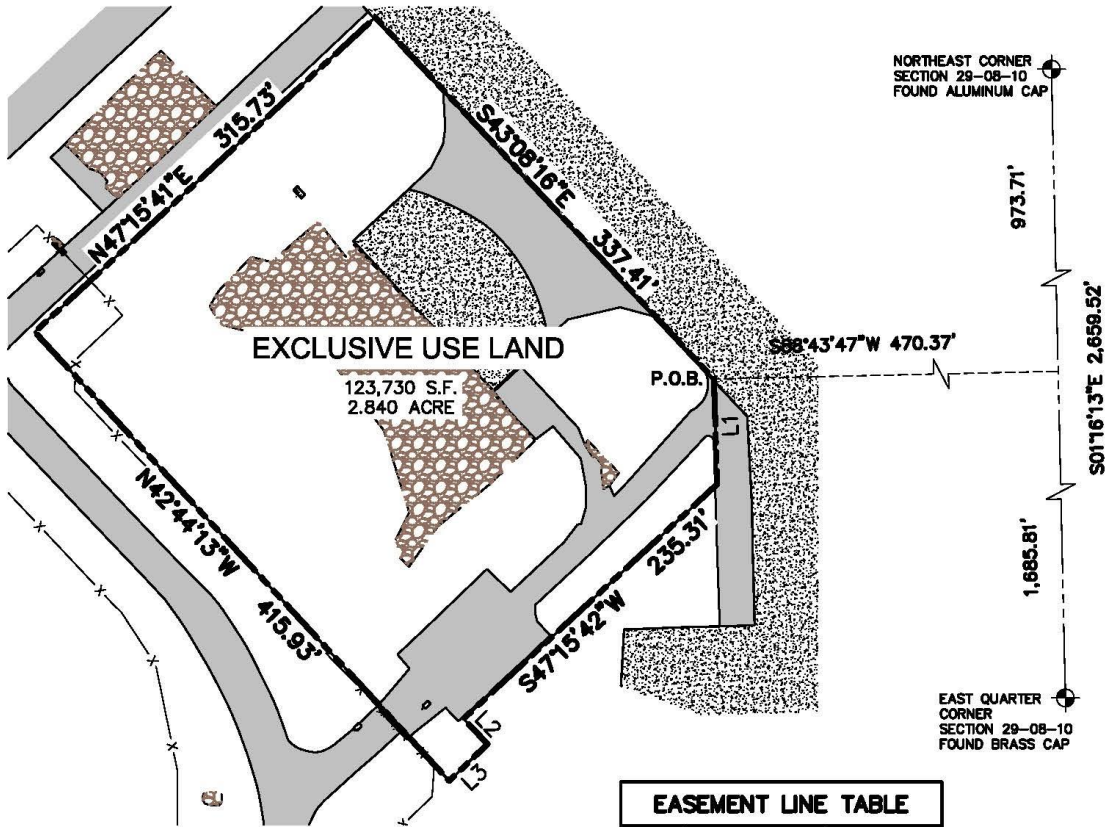 NORTHEAST CORNER
SECTION 29-08-10
FOUND ALUMINUM CAP
N47°15'41"E 315.73'
S43°08'16"E 337.41'
973.71'
S01°16'13"E 2,659.52'
EXCLUSIVE USE LAND
123,730 S.F.
2.840 ACRE
S88°43'47"W 470.37'
P.O.B.
L1
N42°44'13"W 415.93'
S47°15'42"W 235.31'
1,685.81'
L2
L3
EAST QUARTER
CORNER
SECTION 29-08-10
FOUND BRASS CAP
EASEMENT LINE TABLE
X
X
X
X
X
X
X
X
X
X